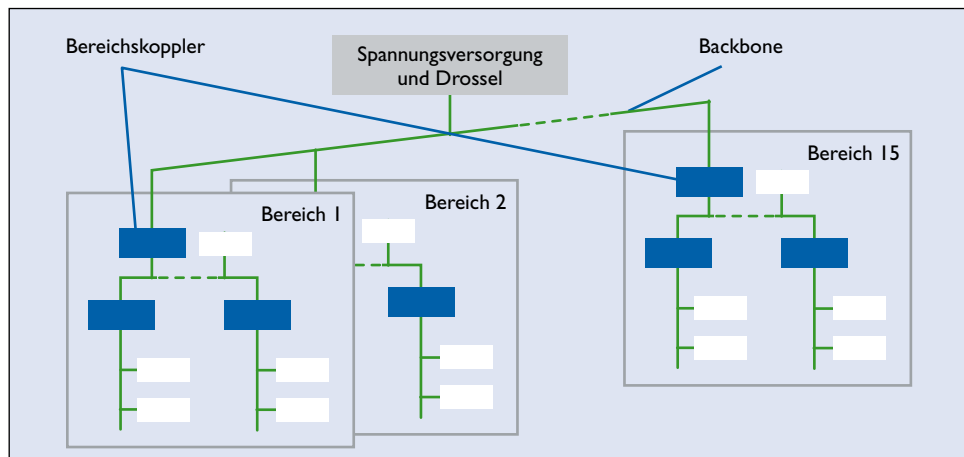 Bereichskoppler
Spannungsversorgung
und Drossel
Backbone
Bereich 15
Bereich 1
Bereich 2